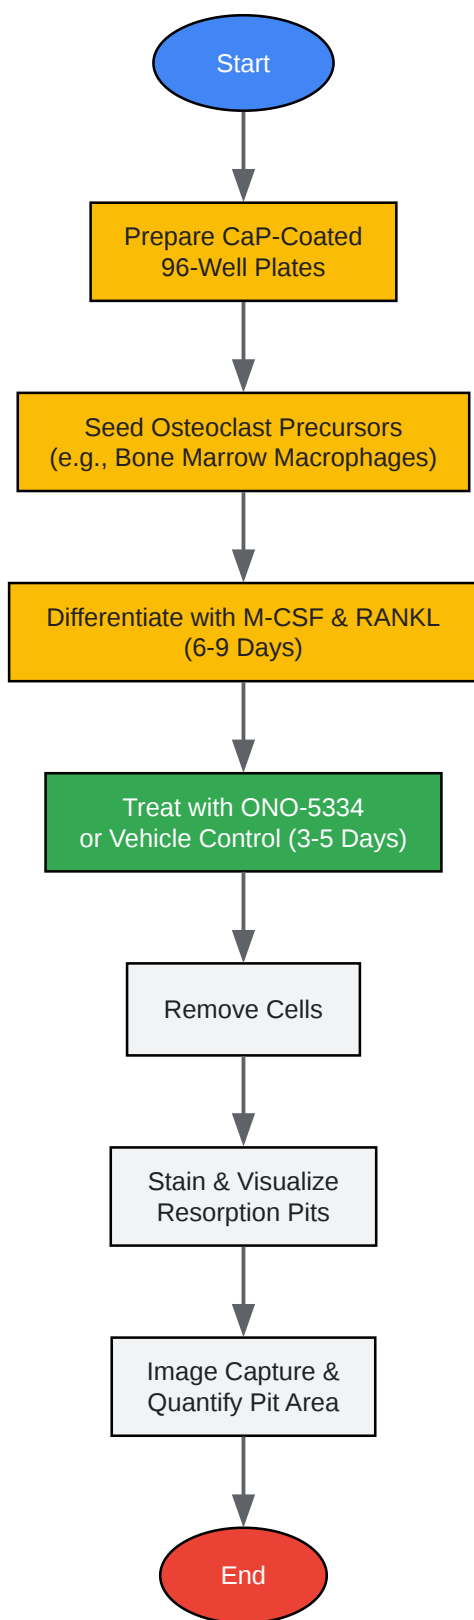 Start
Prepare CaP-Coated
96-Well Plates
Seed Osteoclast Precursors
(e.g., Bone Marrow Macrophages)
Differentiate with M-CSF & RANKL
(6-9 Days)
Treat with ONO-5334
or Vehicle Control (3-5 Days)
Remove Cells
Stain & Visualize
Resorption Pits
Image Capture &
Quantify Pit Area
End